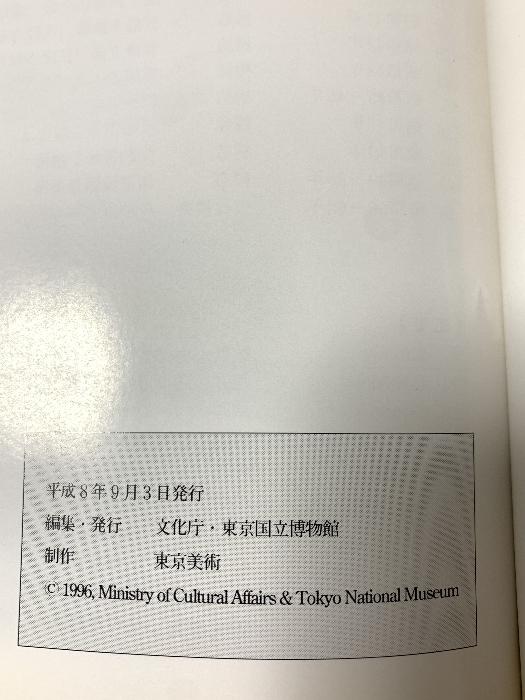 平成8年9月3日発行
編集・発行 文化庁・東京国立博物館
制作 東京美術
©1996, Ministry of Cultural Affairs & Tokyo National Museum